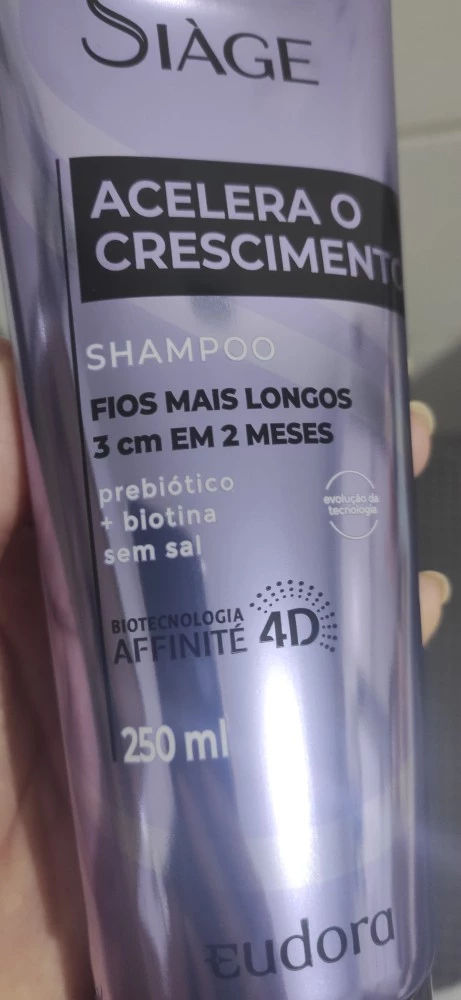 SIÀGE
ACELERA O
CRESCIMENTO
SHAMPOO
FIOS MAIS LONGOS
3 cm EM 2 MESES
prebiótico
+ biotina
sem sal
evolução da
tecnologia
BIOTECNOLOGIA
AFFINITÉ 4D
250 ml
eudora